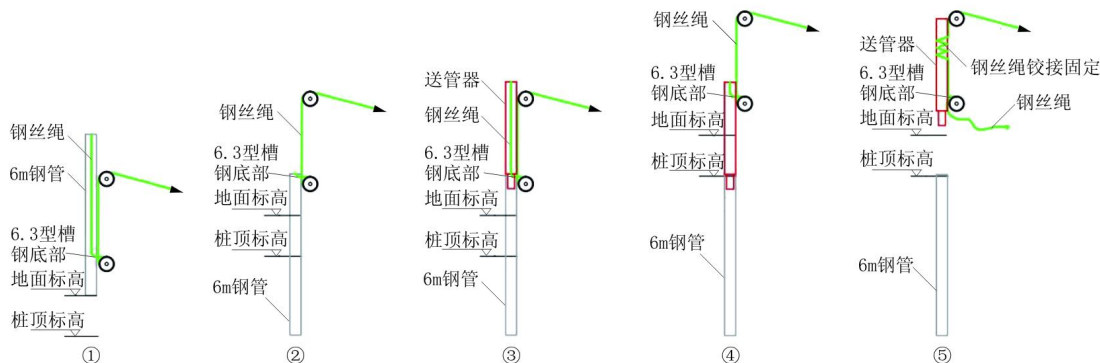 钢丝绳
6m钢管
6.3型槽
钢底部
地面标高
桩顶标高
①
钢丝绳
6.3型槽
钢底部
地面标高
桩顶标高
6m钢管
②
送管器
钢丝绳
6.3型槽
钢底部
地面标高
桩顶标高
6m钢管
③
钢丝绳
6.3型槽
钢底部
地面标高
桩顶标高
6m钢管
④
送管器
6.3型槽
钢底部
地面标高
桩顶标高
6m钢管
钢丝绳铰接固定
钢丝绳
⑤